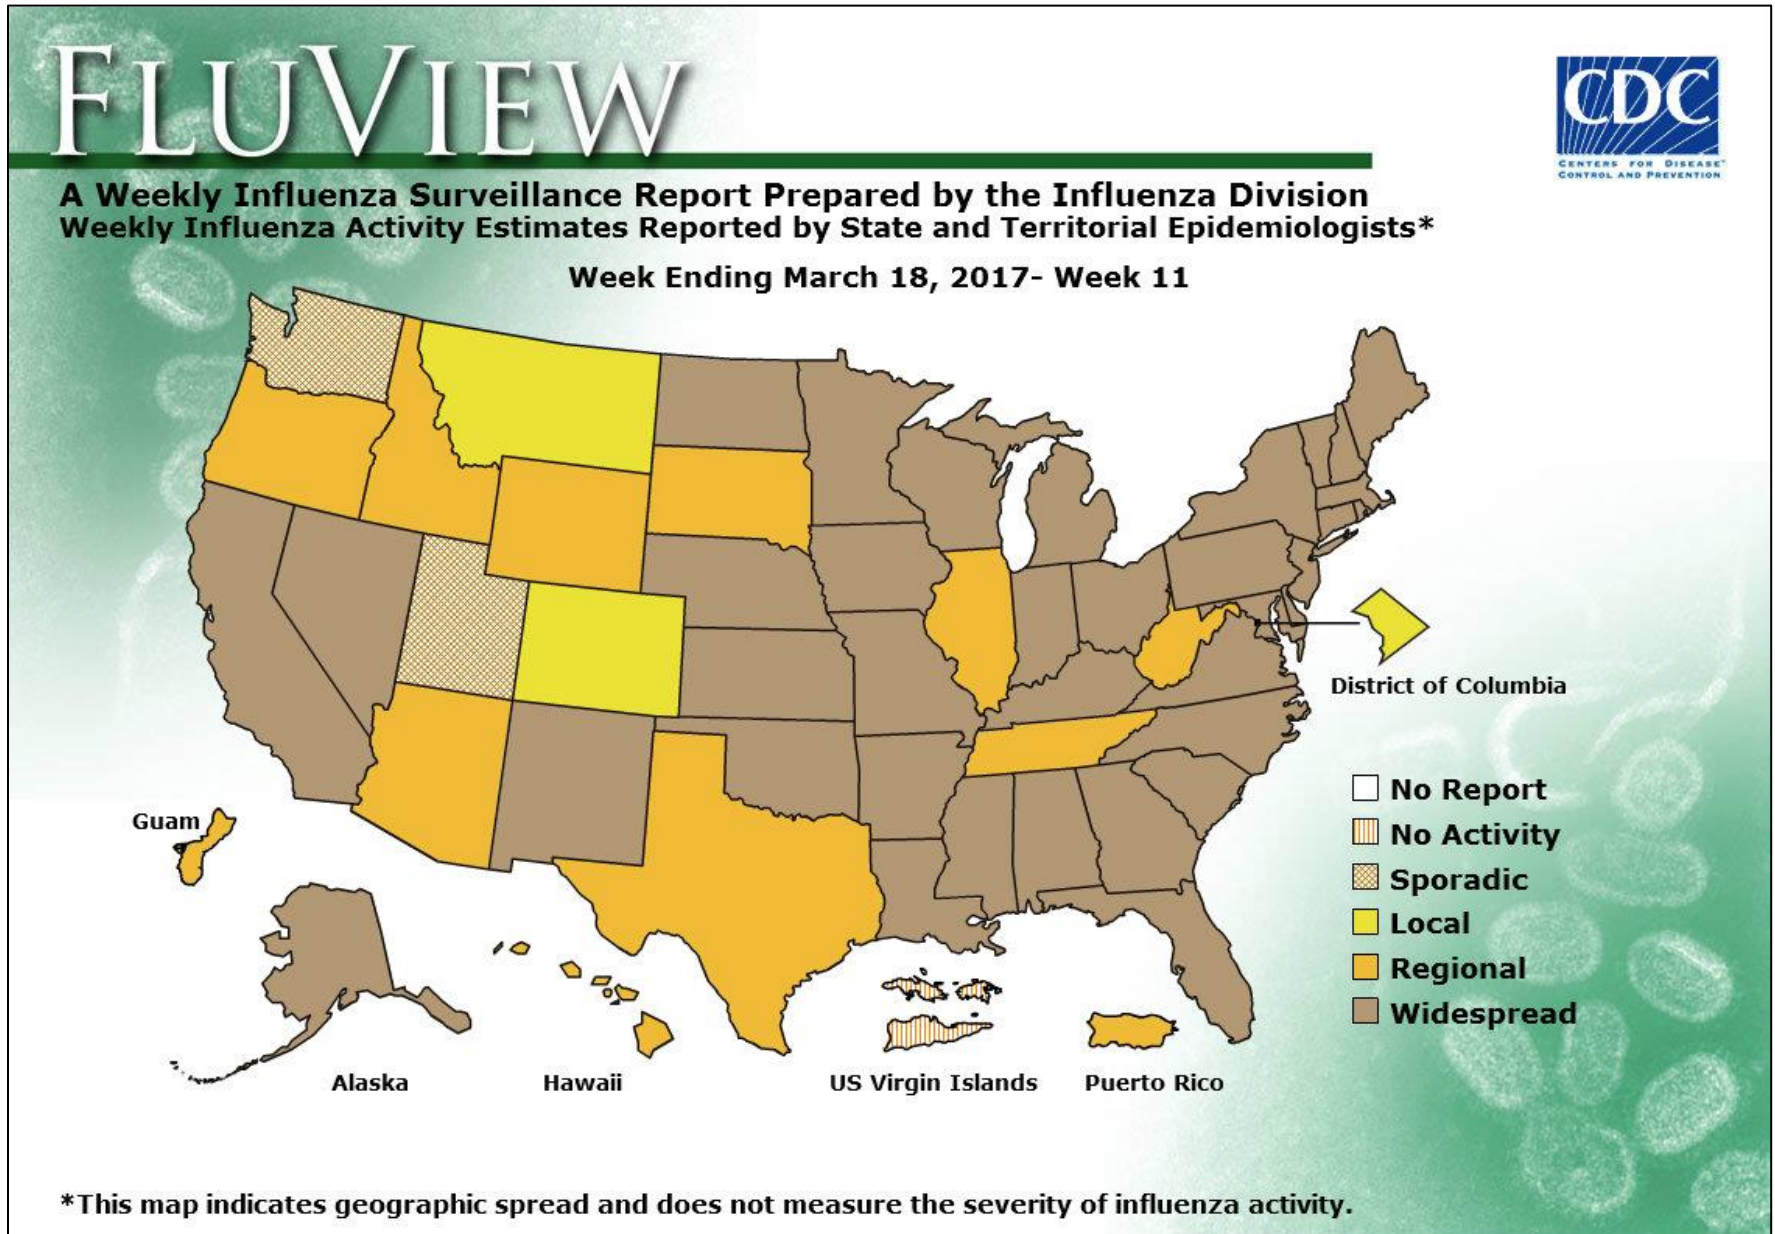 FLUVIEW
CDC
CENTERS FOR DISEASE™
CONTROL AND PREVENTION
A Weekly Influenza Surveillance Report Prepared by the Influenza Division
Weekly Influenza Activity Estimates Reported by State and Territorial Epidemiologists*
Week Ending March 18, 2017- Week 11
District of Columbia
No Report
No Activity
Sporadic
Local
Regional
Widespread
Guam
Alaska
Hawaii
US Virgin Islands
Puerto Rico
*This map indicates geographic spread and does not measure the severity of influenza activity.